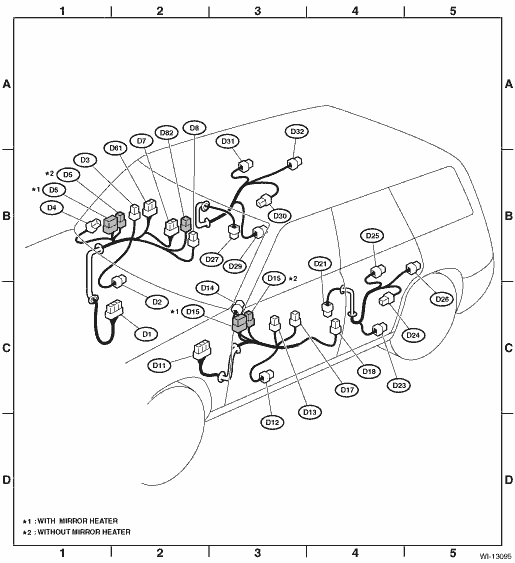 1 2 3 4 5
A A
D8
D61 D7 D82 D31 D32
D3
*2 D5
*1 D5
D4
B B
D30
D27 D29
D25
D21
D26
D14 D15 *2
D2
*1 D15
D1
D24
C C
D11
D18
D17 D23
D13
D12
D D
*1 : WITH MIRROR HEATER
*2 : WITHOUT MIRROR HEATER
1 2 3 4 5
WI-13095